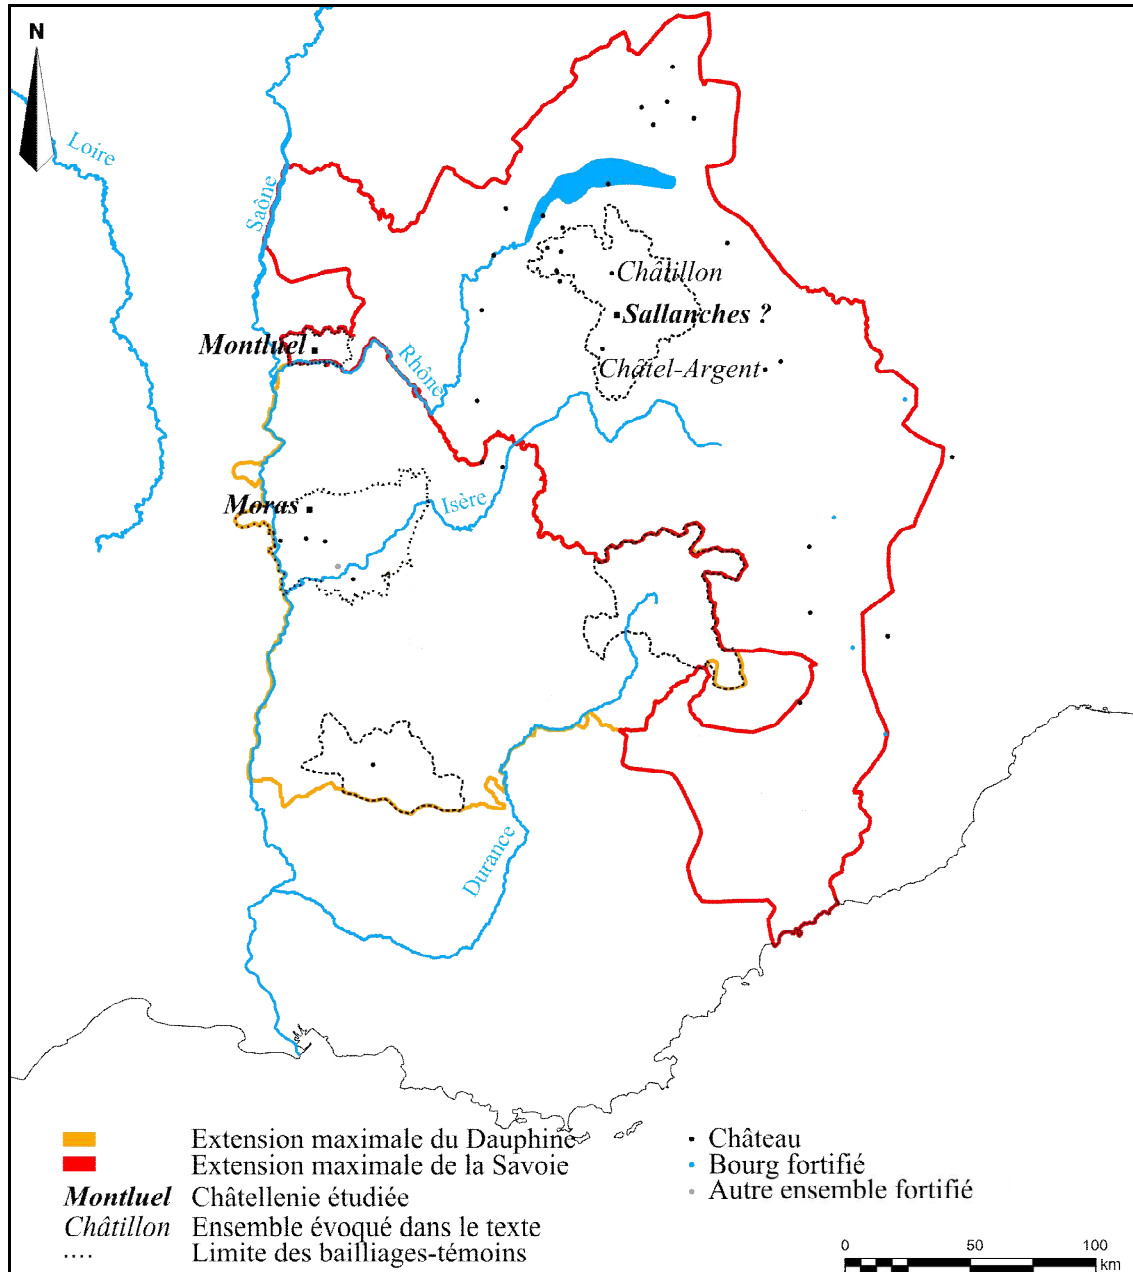 N
Loire
Saône
Châtillon
Sallanches ?
Montluel
Rhône
Châtel-Argent
Isère
Moras
Durance
Extension maximale du Dauphiné
Extension maximale de la Savoie
Montluel Châtellenie étudiée
Châtillon Ensemble évoqué dans le texte
.... Limite des bailliages-témoins
Château
Bourg fortifié
Autre ensemble fortifié
0 50 100
km